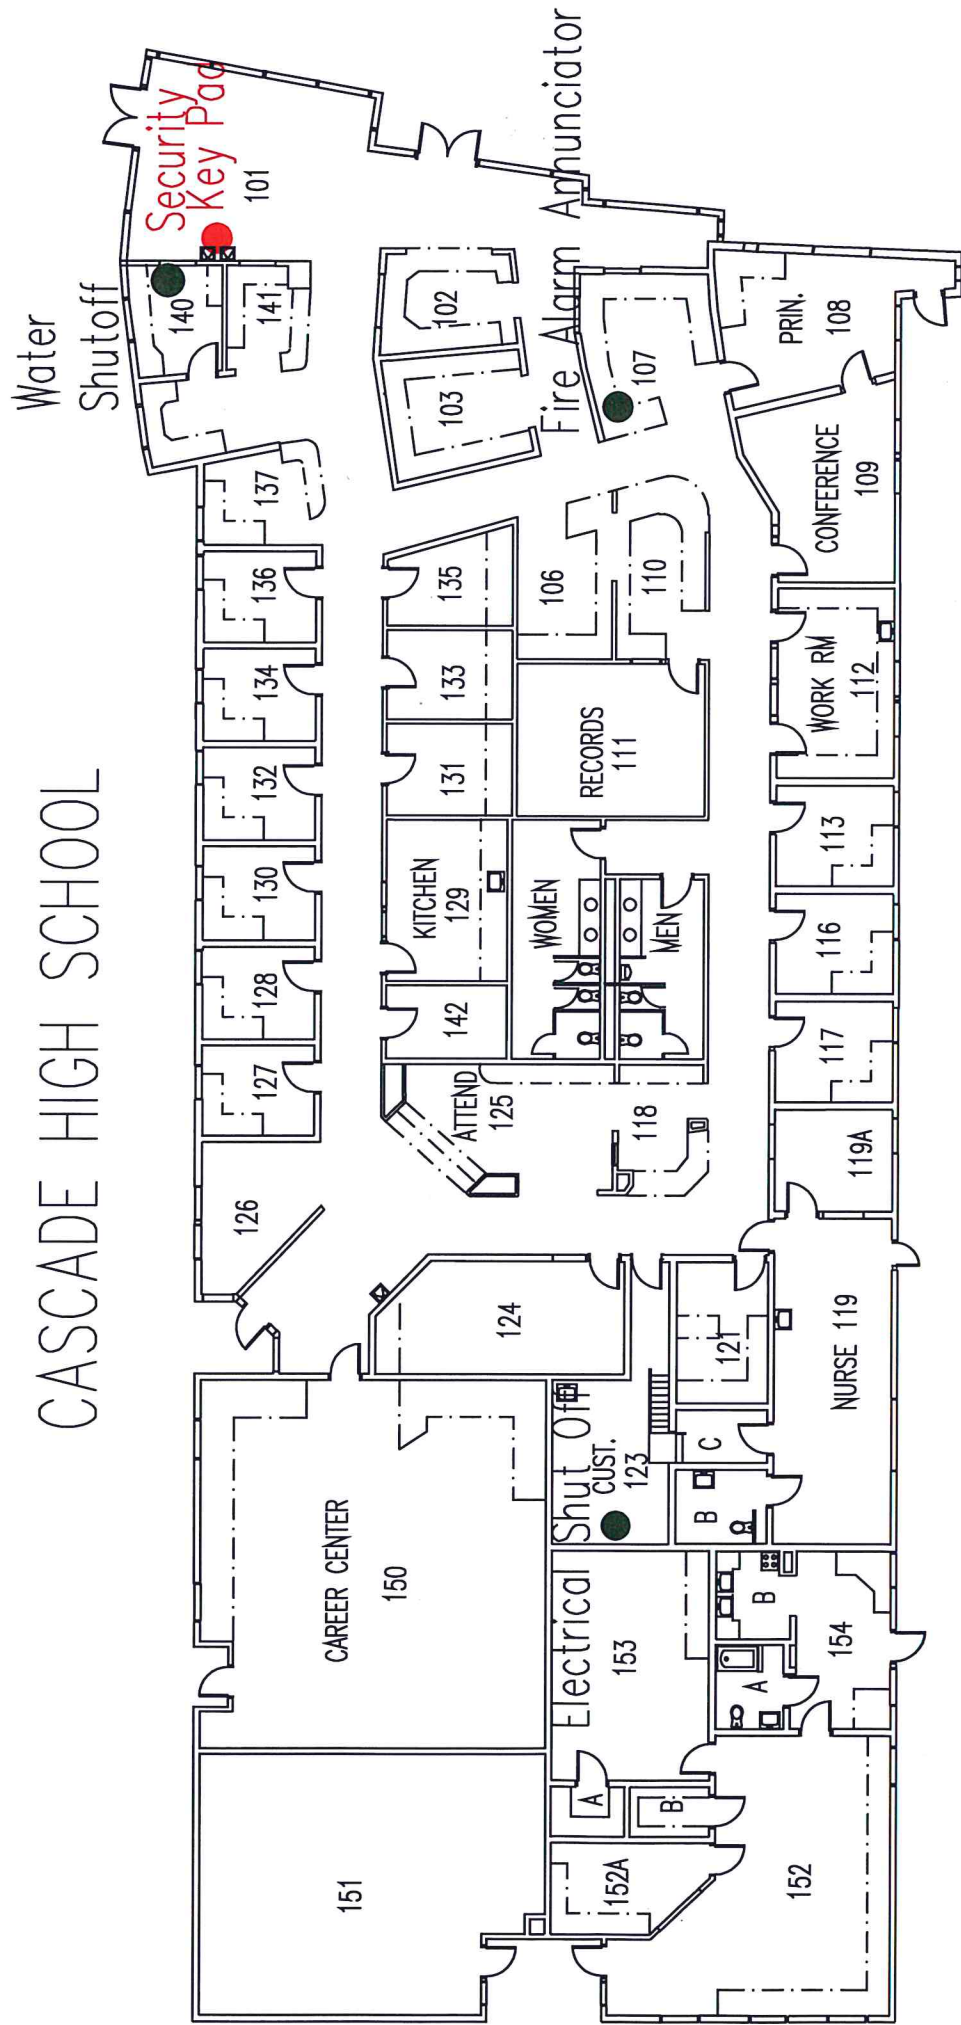 CASCADE HIGH SCHOOL
Water
Shutoff
Security
Key Pad
Fire Alarm Annunciator
Electrical Shut Off
151
CAREER CENTER
150
126
127
128
130
132
134
136
137
140
141
101
124
ATTEND
125
142
KITCHEN
129
131
133
135
103
102
118
WOMEN
MEN
RECORDS
111
106
110
107
152A
A
B
153
CUST.
123
121
B
C
152
A
B
154
NURSE 119
119A
117
116
113
WORK RM
112
CONFERENCE
109
PRIN.
108